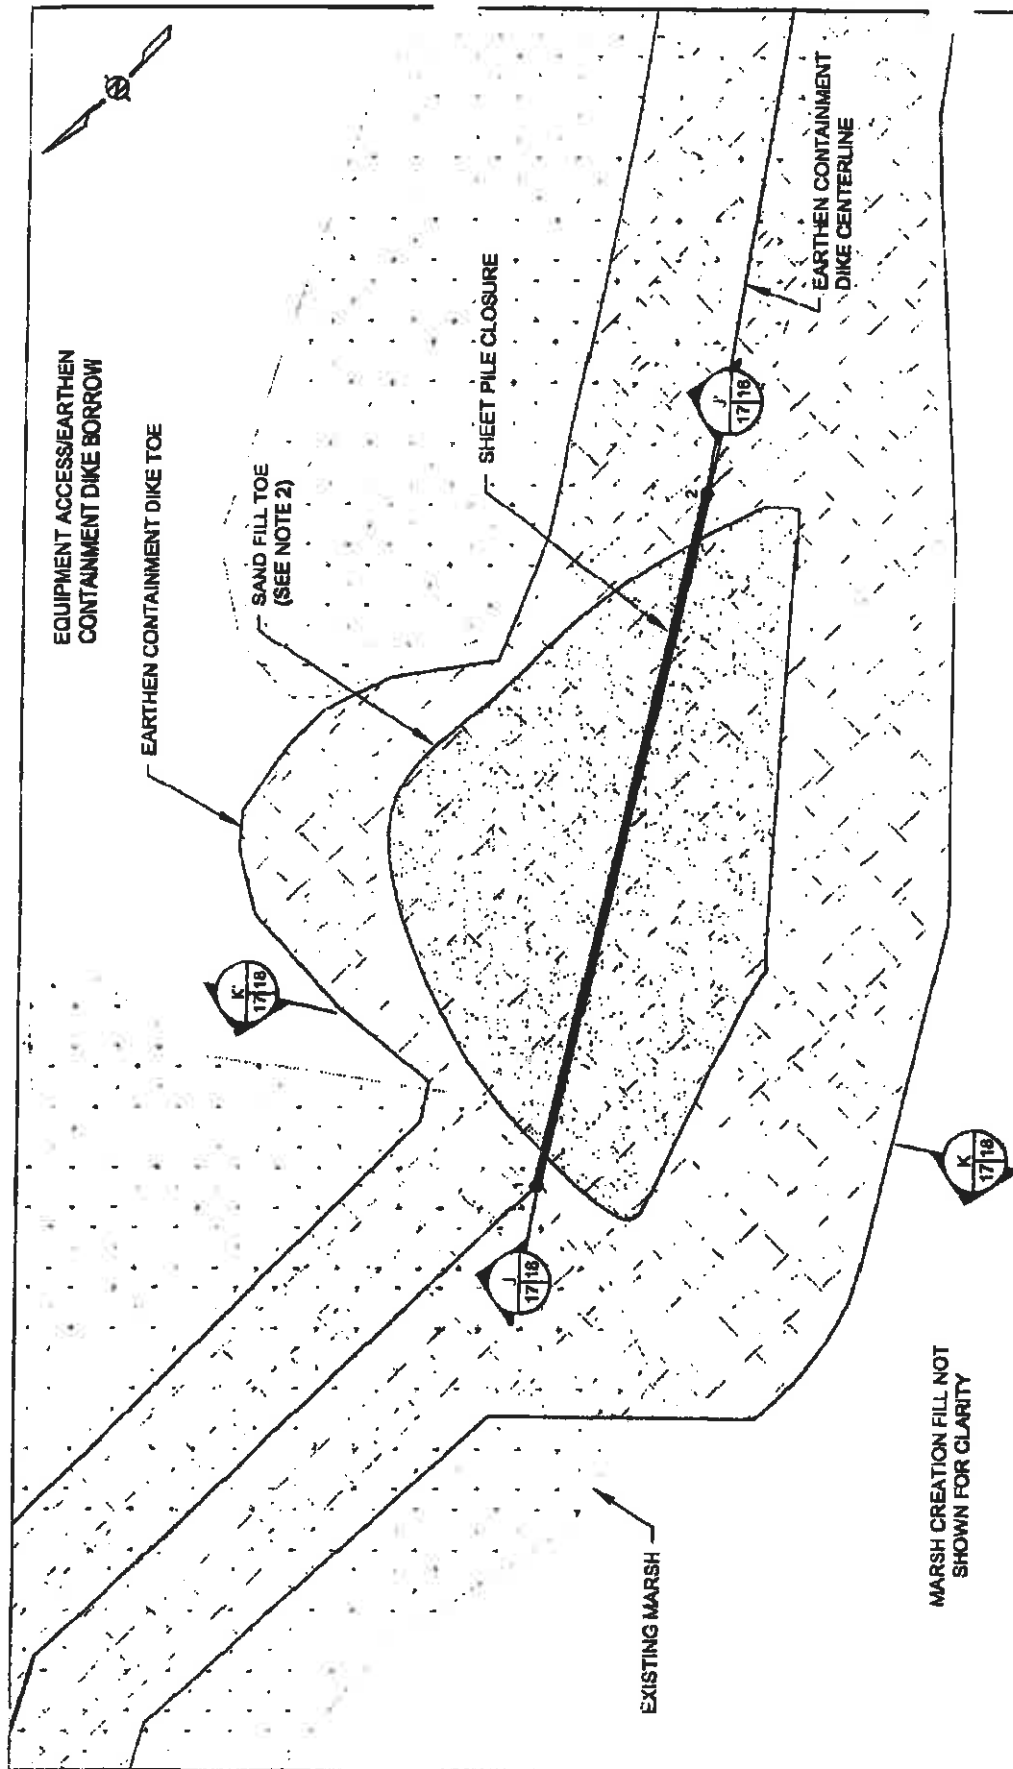 EQUIPMENT ACCESS/EARTHEN
CONTAINMENT DIKE BORROW
EARTHEN CONTAINMENT DIKE TOE
SAND FILL TOE
(SEE NOTE 2)
SHEET PILE CLOSURE
EARTHEN CONTAINMENT
DIKE CENTERLINE
K'
17 18
J'
17 18
2
1
J
17 18
K
17 18
EXISTING MARSH
MARSH CREATION FILL NOT
SHOWN FOR CLARITY